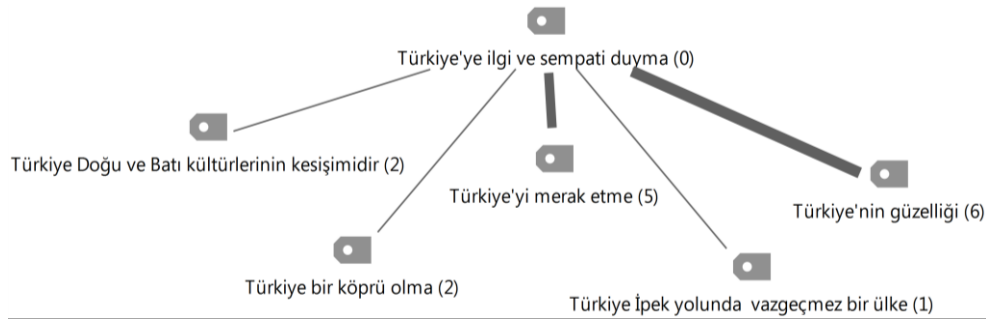 Türkiye'ye ilgi ve sempati duyma (0)
Türkiye Doğu ve Batı kültürlerinin kesişimidir (2)
Türkiye'yi merak etme (5)
Türkiye'nin güzelliği (6)
Türkiye bir köprü olma (2)
Türkiye İpek yolunda vazgeçmez bir ülke (1)